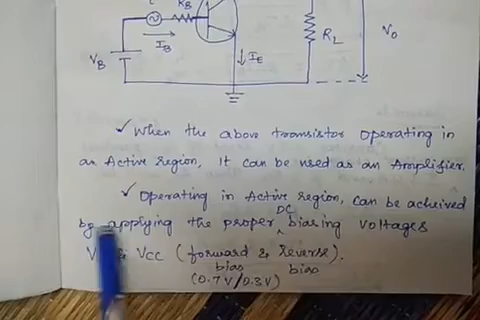 RB
IB
VB
IE
RL
Vo
✓ When the above transistor operating in
an Active region, It can be used as an Amplifier.
✓ Operating in Active region, can be acheived
by applying the proper DC biasing voltages
VCC (forward & reverse).
bias bias
(0.7V/0.3V)